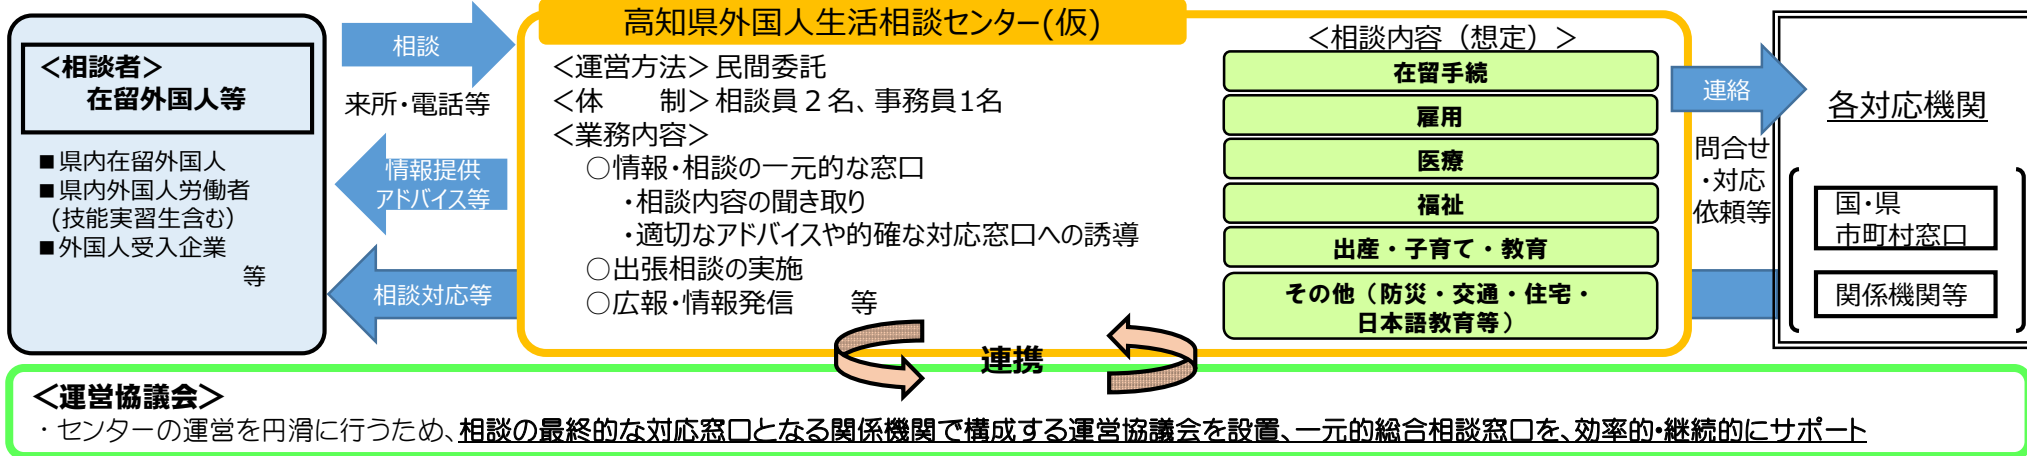 <相談者>
在留外国人等
■県内在留外国人
■県内外国人労働者
(技能実習生含む)
■外国人受入企業
等
相談
来所・電話等
情報提供
アドバイス等
相談対応等
高知県外国人生活相談センター(仮)
<運営方法>民間委託
<体　　制>相談員２名、事務員1名
<業務内容>
○情報・相談の一元的な窓口
・相談内容の聞き取り
・適切なアドバイスや的確な対応窓口への誘導
○出張相談の実施
○広報・情報発信　　等
<相談内容（想定）>
在留手続
雇用
医療
福祉
出産・子育て・教育
その他（防災・交通・住宅・
日本語教育等）
連絡
問合せ
・対応
依頼等
各対応機関
国・県
市町村窓口
関係機関等
連携
<運営協議会>
・センターの運営を円滑に行うため、相談の最終的な対応窓口となる関係機関で構成する運営協議会を設置、一元的総合相談窓口を、効率的・継続的にサポート